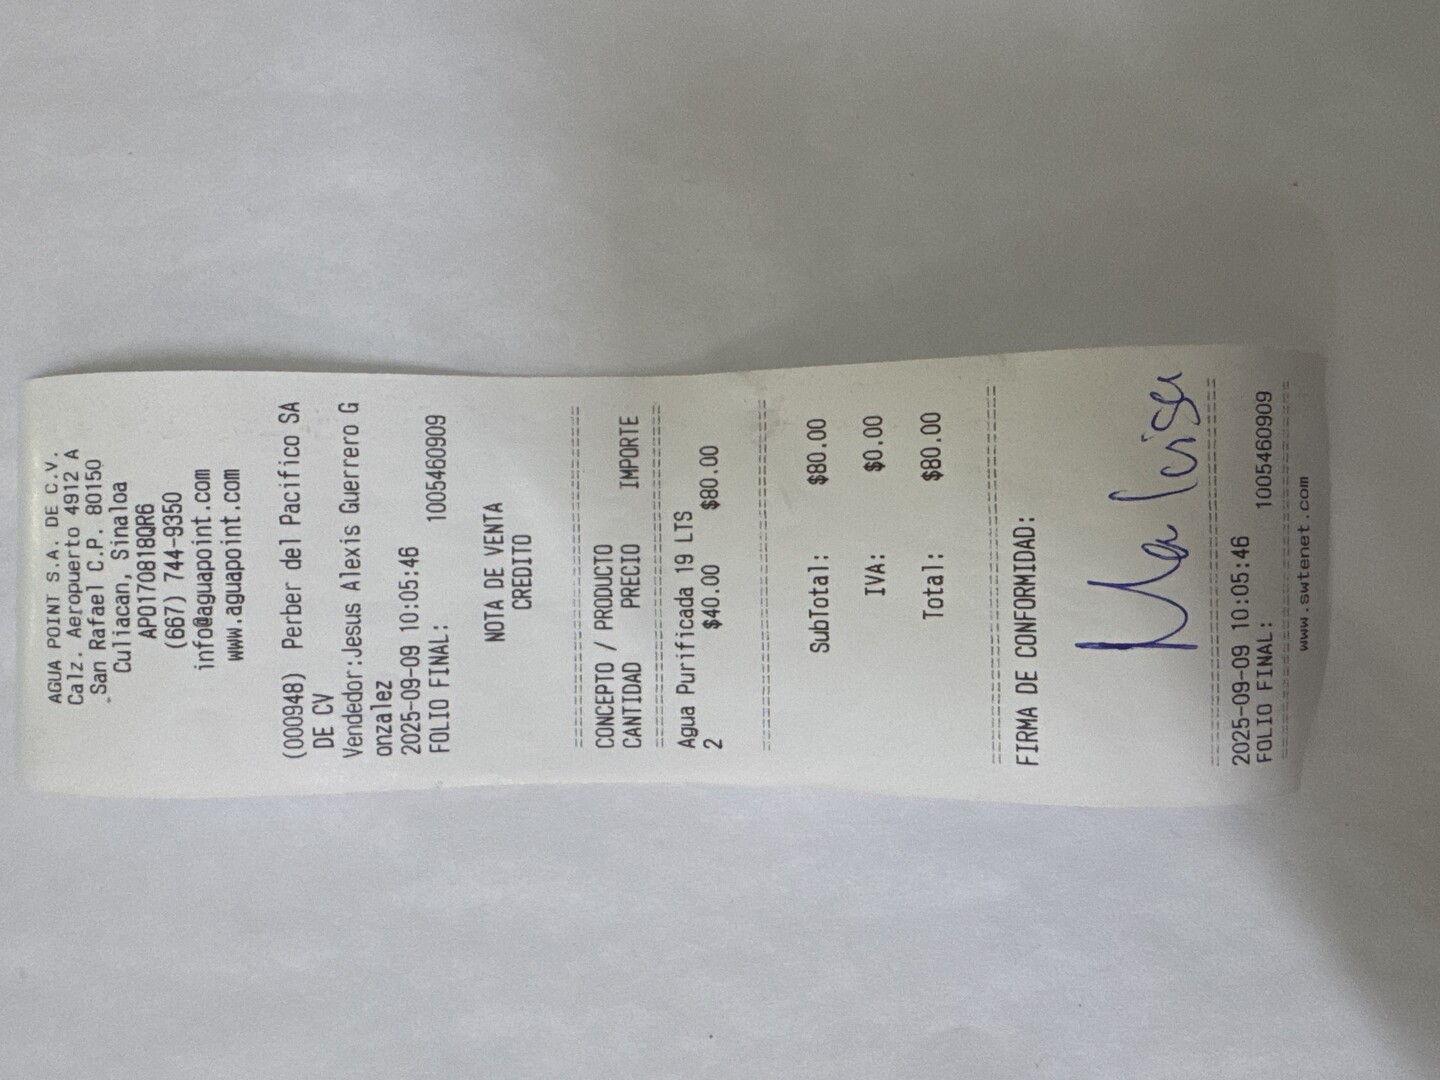 AGUA POINT S.A. DE C.V.
Calz. Aeropuerto 4912 A
San Rafael C.P. 80150
Culiacan, Sinaloa
APO170818QR6
(667) 744-9350
info@aguapoint.com
www.aguapoint.com
(000948) Perber del Pacifico SA
DE CV
Vendedor:Jesus Alexis Guerrero G
onzalez
2025-09-09 10:05:46
FOLIO FINAL: 1005460909
NOTA DE VENTA
CREDITO
CONCEPTO / PRODUCTO
CANTIDAD PRECIO IMPORTE
Agua Purificada 19 LTS
2 $40.00 $80.00
SubTotal: $80.00
IVA: $0.00
Total: $80.00
FIRMA DE CONFORMIDAD:
2025-09-09 10:05:46
FOLIO FINAL: 1005460909
www.swtenet.com